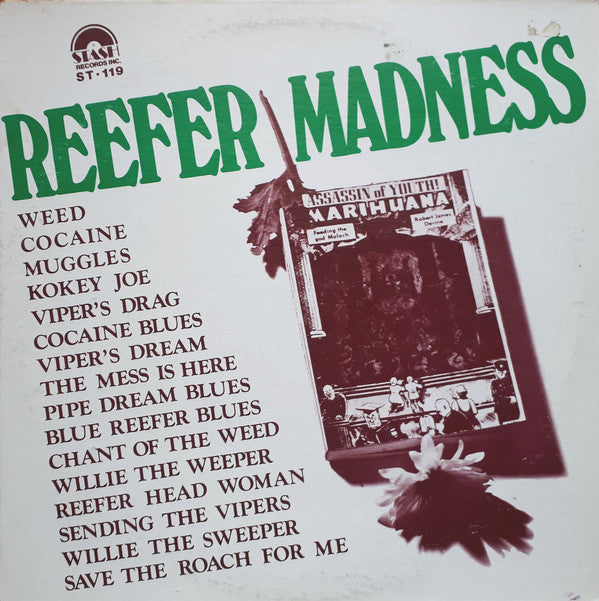 STASH
RECORDS INC.
ST·119
REEFER MADNESS
WEED
COCAINE
MUGGLES
KOKEY JOE
VIPER'S DRAG
COCAINE BLUES
VIPER'S DREAM
THE MESS IS HERE
PIPE DREAM BLUES
BLUE REEFER BLUES
CHANT OF THE WEED
WILLIE THE WEEPER
REEFER HEAD WOMAN
SENDING THE VIPERS
WILLIE THE SWEEPER
SAVE THE ROACH FOR ME
ASSASSIN of YOUTH!
MARIHUANA
Feeding the
god Moloch
Robert James
Devine